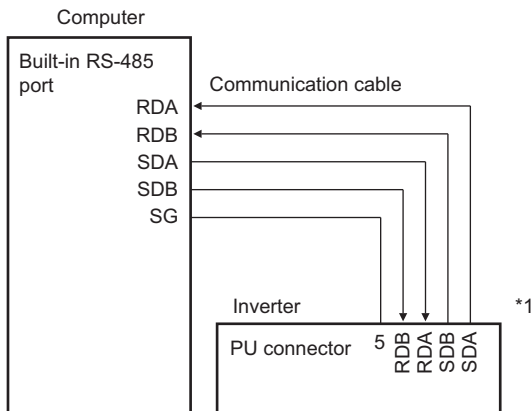 Computer
Built-in RS-485
port
Communication cable
RDA
RDB
SDA
SDB
SG
Inverter
*1
PU connector
5
RDB
RDA
SDB
SDA